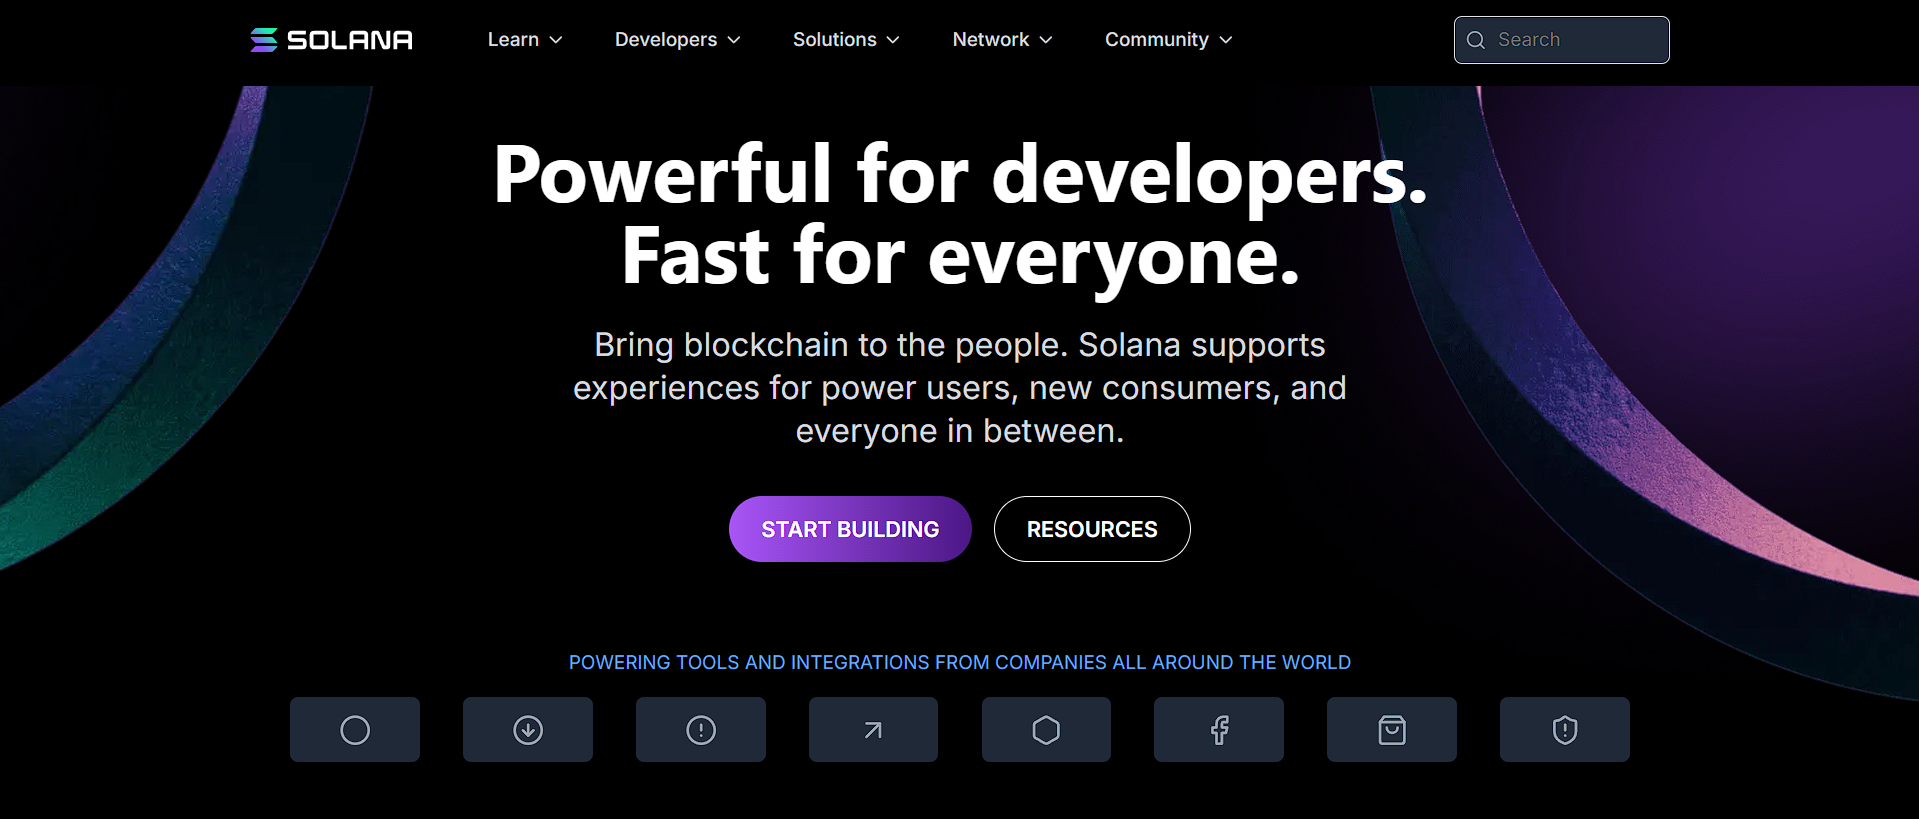 SOLANA
Learn
Developers
Solutions
Network
Community
Search
Powerful for developers.
Fast for everyone.
Bring blockchain to the people. Solana supports
experiences for power users, new consumers, and
everyone in between.
START BUILDING
RESOURCES
POWERING TOOLS AND INTEGRATIONS FROM COMPANIES ALL AROUND THE WORLD